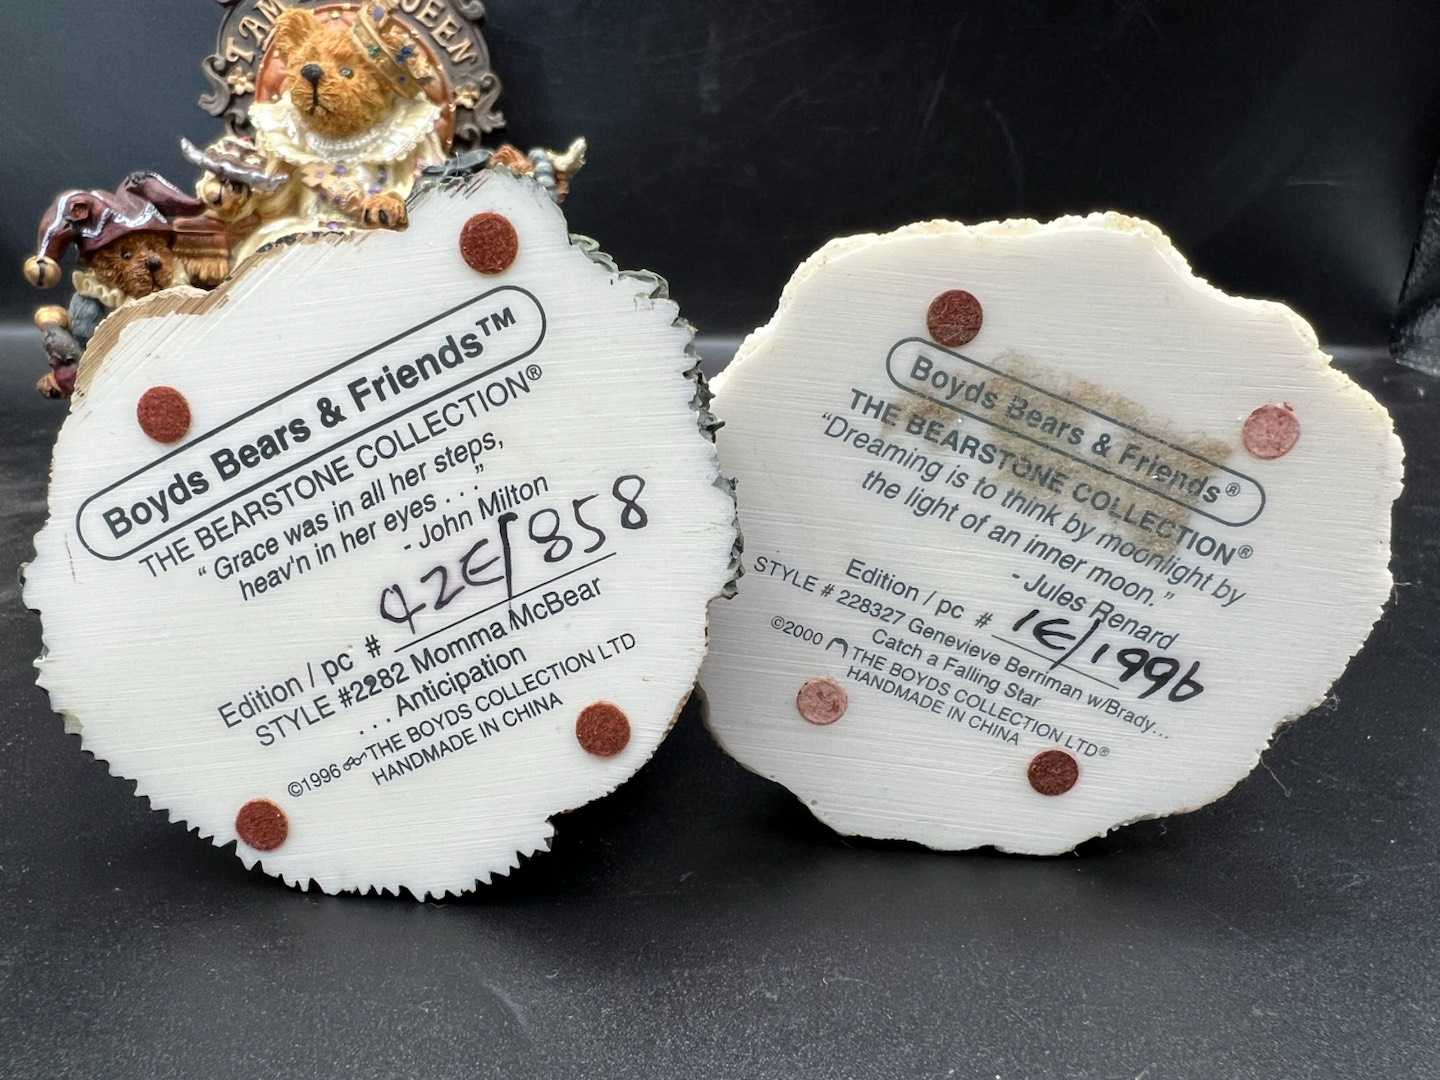 I AM QUEEN
Boyds Bears & Friends™
THE BEARSTONE COLLECTION®
“ Grace was in all her steps,
heav'n in her eyes . . .”
- John Milton
Edition / pc # 42E/858
STYLE #2282 Momma McBear
. . . Anticipation
©1996 THE BOYDS COLLECTION LTD
HANDMADE IN CHINA
Boyds Bears & Friends®
THE BEARSTONE COLLECTION®
“Dreaming is to think by moonlight by
the light of an inner moon.”
- Jules Renard
Edition / pc # 1E/1996
STYLE # 228327 Genevieve Berriman w/Brady...
Catch a Falling Star
©2000 THE BOYDS COLLECTION LTD®
HANDMADE IN CHINA